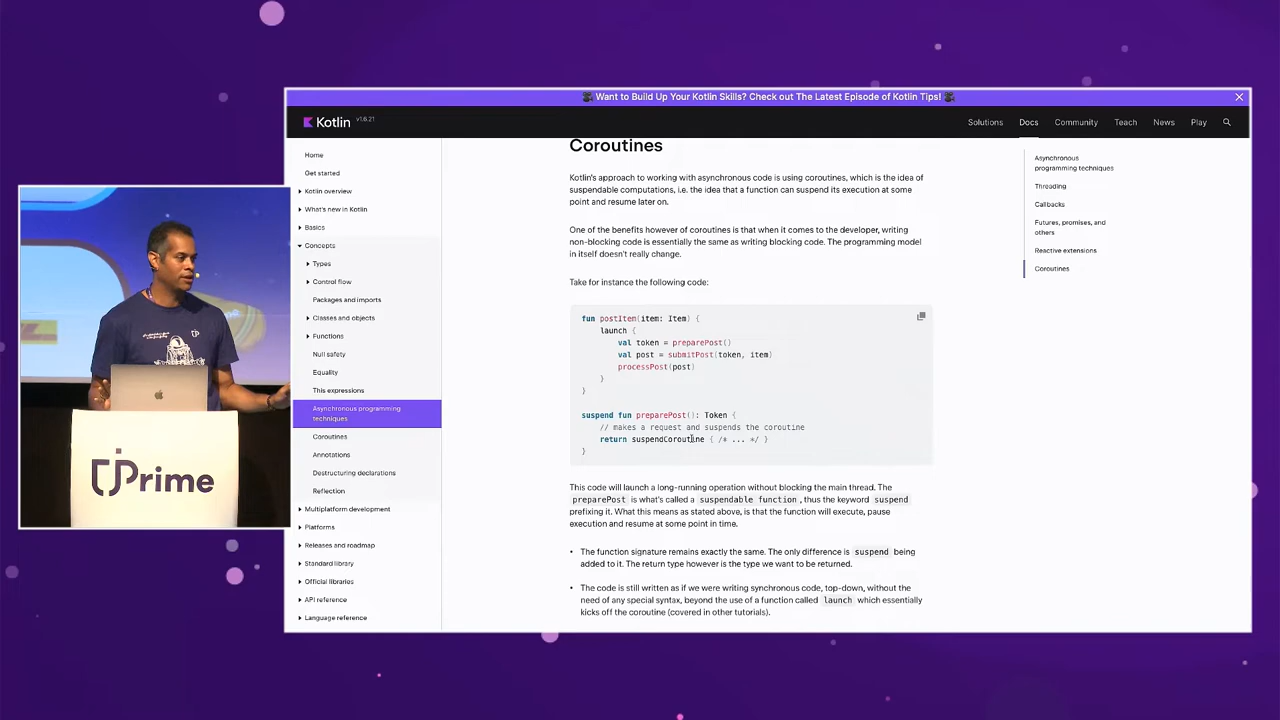 🎥 Want to Build Up Your Kotlin Skills? Check out The Latest Episode of Kotlin Tips! 🎥
Kotlin v1.6.21
Solutions Docs Community Teach News Play
Home
Get started
Kotlin overview
What's new in Kotlin
Basics
Concepts
Types
Control flow
Packages and imports
Classes and objects
Functions
Null safety
Equality
This expressions
Asynchronous programming
techniques
Coroutines
Annotations
Destructuring declarations
Reflection
Multiplatform development
Platforms
Releases and roadmap
Standard library
Official libraries
API reference
Language reference
Coroutines
Kotlin's approach to working with asynchronous code is using coroutines, which is the idea of
suspendable computations, i.e. the idea that a function can suspend its execution at some
point and resume later on.
One of the benefits however of coroutines is that when it comes to the developer, writing
non-blocking code is essentially the same as writing blocking code. The programming model
in itself doesn't really change.
Take for instance the following code:
fun postItem(item: Item) {
launch {
val token = preparePost()
val post = submitPost(token, item)
processPost(post)
}
}
suspend fun preparePost(): Token {
// makes a request and suspends the coroutine
return suspendCoroutine { /* ... */ }
}
This code will launch a long-running operation without blocking the main thread. The
preparePost is what's called a suspendable function, thus the keyword suspend
prefixing it. What this means as stated above, is that the function will execute, pause
execution and resume at some point in time.
• The function signature remains exactly the same. The only difference is suspend being
added to it. The return type however is the type we want to be returned.
• The code is still written as if we were writing synchronous code, top-down, without the
need of any special syntax, beyond the use of a function called launch which essentially
kicks off the coroutine (covered in other tutorials).
Asynchronous
programming techniques
Threading
Callbacks
Futures, promises, and
others
Reactive extensions
Coroutines
jPrime